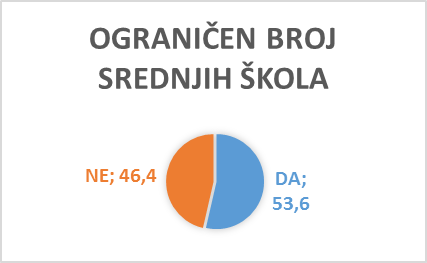 OGRANIČEN BROJ
SREDNJIH ŠKOLA
NE; 46,4
DA;
53,6